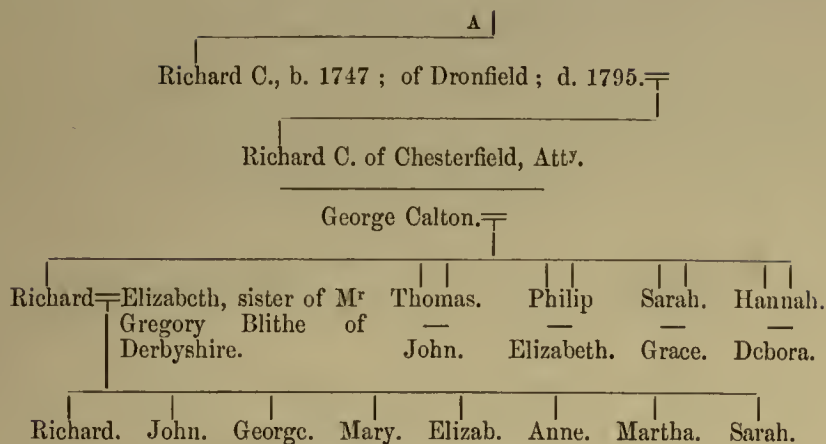 A
Richard C., b. 1747 ; of Dronfield ; d. 1795.
Richard C. of Chesterfield, Attʸ.
George Calton.
Richard Elizabeth, sister of Mʳ Thomas. Philip Sarah. Hannah.
Gregory Blithe of — — — —
Derbyshire. John. Elizabeth. Grace. Debora.
Richard. John. George. Mary. Elizab. Anne. Martha. Sarah.